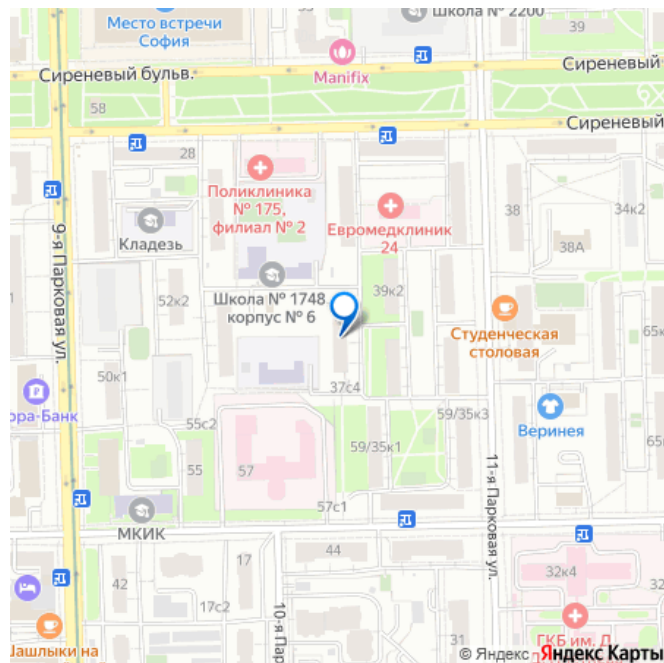 Школа № 2200
Место встречи
София
39
Manifix
Сиреневый бульв.
Сиреневый
58
Сиреневый
28
Поликлиника
№ 175,
филиал № 2
Евромедклиник
24
38
34к2
38А
Кладезь
9-я Парковая ул.
52к2
Школа № 1748
корпус № 6
39к2
Студенческая
столовая
50к1
37с4
ора-Банк
55с2
59/35к3
Веринея
59/35к1
55
57
57с1
11-я Парковая ул.
МКИК
44
17
42
32к4
17с2
10-я Пар
Шашлыки на
ГКБ им. Д
© Яндекс Яндекс Карты